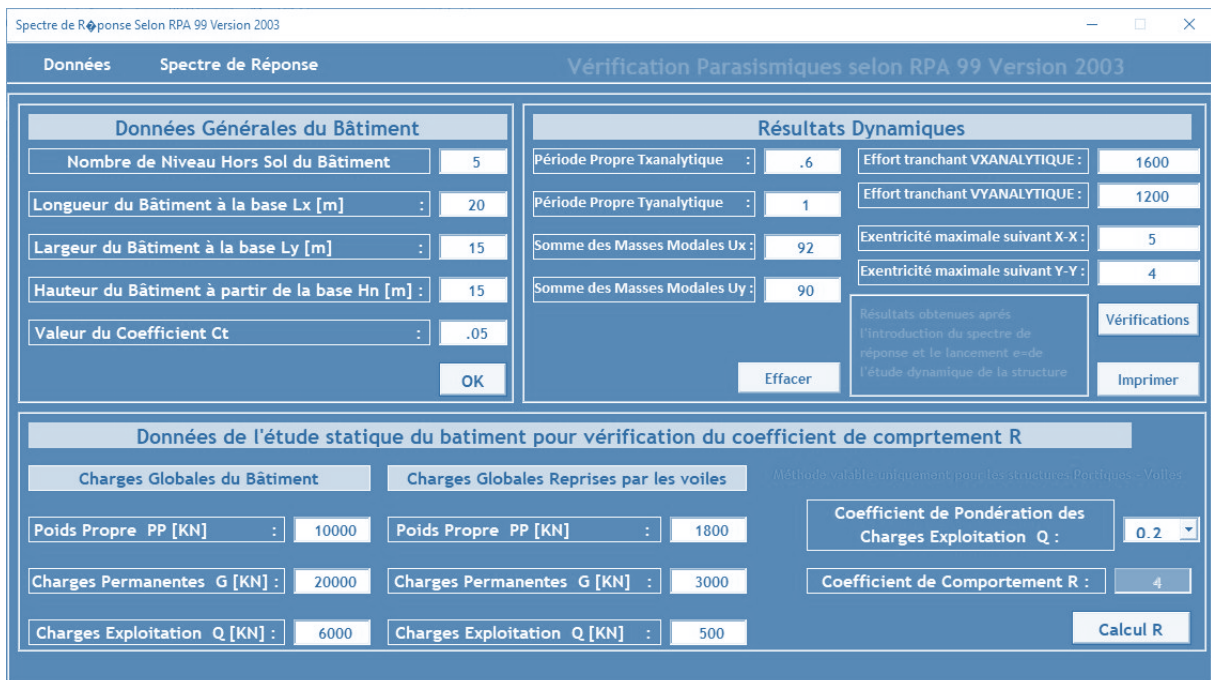 Spectre de R�ponse Selon RPA 99 Version 2003
Données Spectre de Réponse
Vérification Parasismiques selon RPA 99 Version 2003
Données Générales du Bâtiment
Nombre de Niveau Hors Sol du Bâtiment 5
Longueur du Bâtiment à la base Lx [m] : 20
Largeur du Bâtiment à la base Ly [m] : 15
Hauteur du Bâtiment à partir de la base Hn [m] : 15
Valeur du Coefficient Ct : .05
OK
Résultats Dynamiques
Période Propre Txanalytique : .6
Période Propre Tyanalytique : 1
Somme des Masses Modales Ux : 92
Somme des Masses Modales Uy : 90
Effacer
Effort tranchant VXANALYTIQUE : 1600
Effort tranchant VYANALYTIQUE : 1200
Exentricité maximale suivant X-X : 5
Exentricité maximale suivant Y-Y : 4
Résultats obtenues aprés
l'introduction du spectre de
réponse et le lancement e=de
l'étude dynamique de la structure
Vérifications
Imprimer
Données de l'étude statique du batiment pour vérification du coefficient de comprtement R
Charges Globales du Bâtiment
Poids Propre PP [KN] : 10000
Charges Permanentes G [KN] : 20000
Charges Exploitation Q [KN] : 6000
Charges Globales Reprises par les voiles
Poids Propre PP [KN] : 1800
Charges Permanentes G [KN] : 3000
Charges Exploitation Q [KN] : 500
Méthode valable uniquement pour les structures Portiques - Voiles
Coefficient de Pondération des
Charges Exploitation Q : 0.2
Coefficient de Comportement R : 4
Calcul R